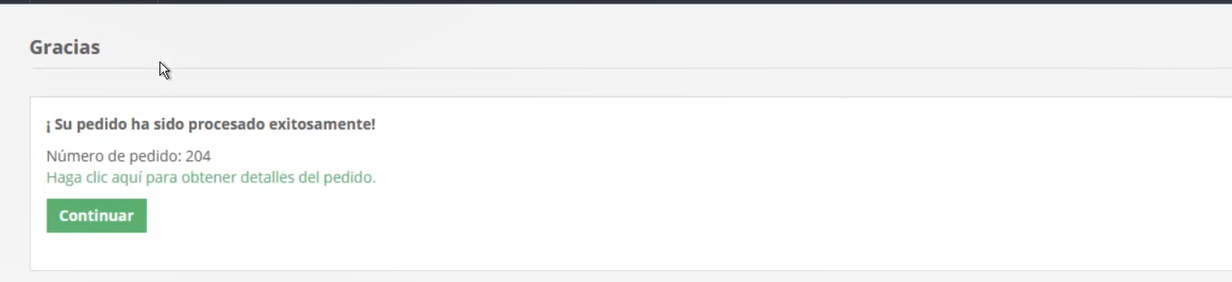 Gracias
¡ Su pedido ha sido procesado exitosamente!
Número de pedido: 204
Haga clic aquí para obtener detalles del pedido.
Continuar